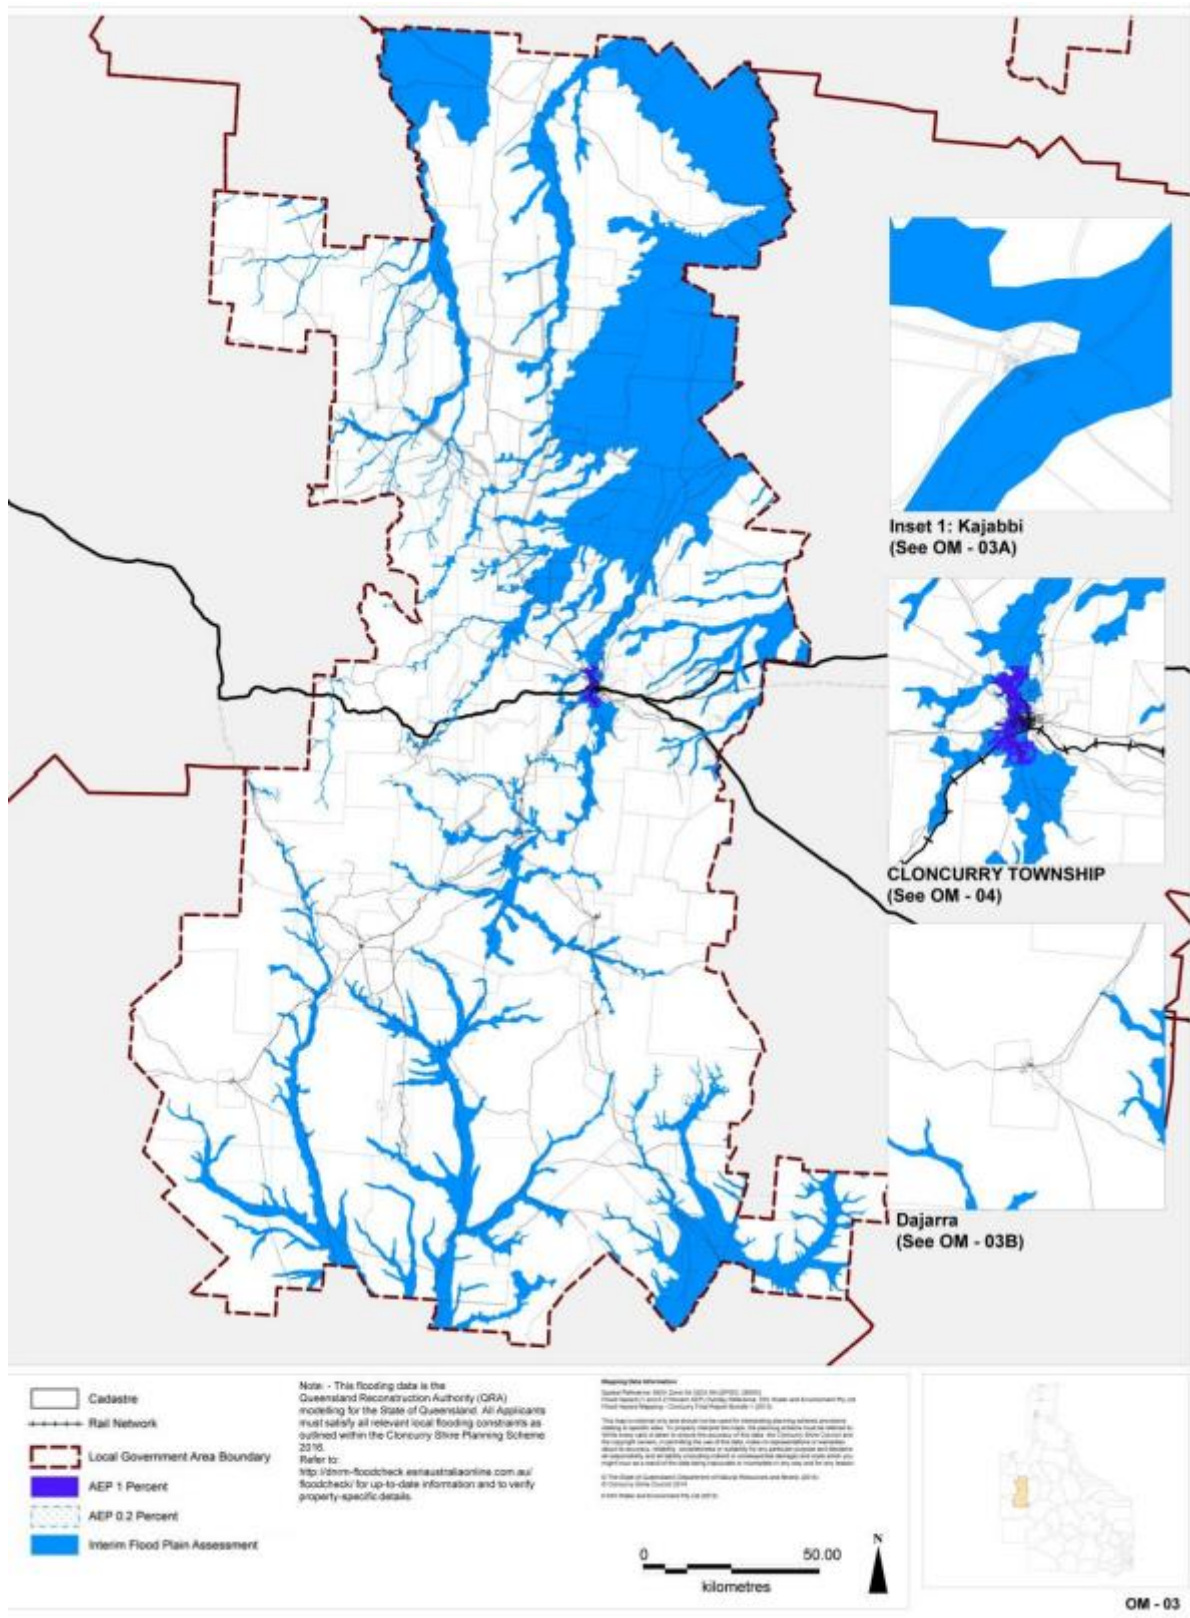 Inset 1: Kajabbi
(See OM - 03A)
CLONCURRY TOWNSHIP
(See OM - 04)
Dajarra
(See OM - 03B)
Cadastre
Rail Network
Local Government Area Boundary
AEP 1 Percent
AEP 0.2 Percent
Interim Flood Plain Assessment
Note: - This flooding data is the
Queensland Reconstruction Authority (QRA)
modelling for the State of Queensland. All Applicants
must satisfy all relevant local flooding constraints as
outlined within the Cloncurry Shire Planning Scheme
2016.
Refer to:
http://dnrm-floodcheck.esriaustraliaonline.com.au/
floodcheck/ for up-to-date information and to verify
property-specific details.
Mapping Data Information
0 50.00
kilometres
N
OM - 03